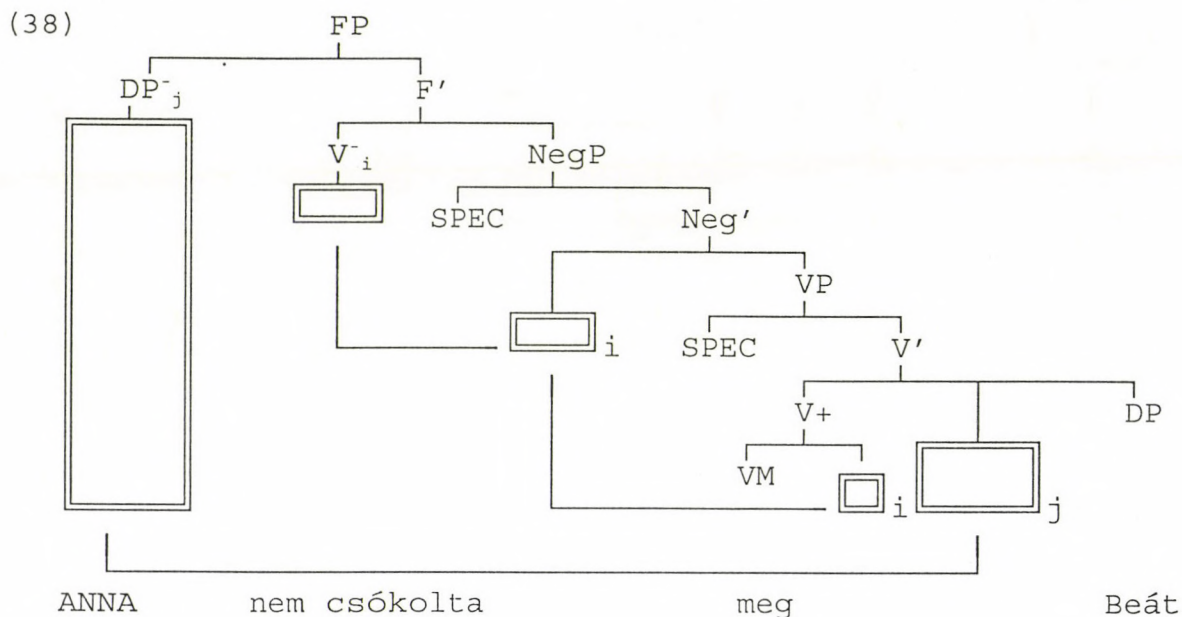 (38) FP
DP⁻j F′
V⁻i NegP
SPEC Neg′
VP
i SPEC V′
V+ DP
VM
i j
ANNA nem csókolta meg Beát